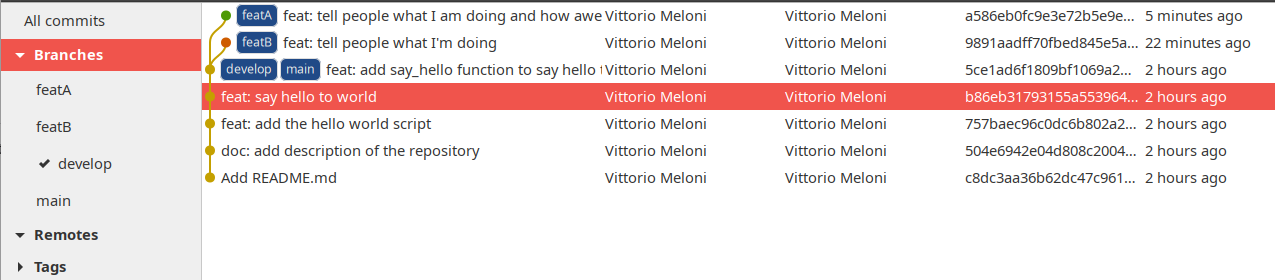 All commits
Branches
featA
featB
develop
main
Remotes
Tags
featA feat: tell people what I am doing and how awe Vittorio Meloni Vittorio Meloni a586eb0fc9e3e72b5e9e... 5 minutes ago
featB feat: tell people what I'm doing Vittorio Meloni Vittorio Meloni 9891aadff70fbed845e5a... 22 minutes ago
develop main feat: add say_hello function to say hello Vittorio Meloni Vittorio Meloni 5ce1ad6f1809bf1069a2... 2 hours ago
feat: say hello to world Vittorio Meloni Vittorio Meloni b86eb31793155a553964... 2 hours ago
feat: add the hello world script Vittorio Meloni Vittorio Meloni 757baec96c0dc6b802a2... 2 hours ago
doc: add description of the repository Vittorio Meloni Vittorio Meloni 504e6942e04d808c2004... 2 hours ago
Add README.md Vittorio Meloni Vittorio Meloni c8dc3aa36b62dc47c961... 2 hours ago